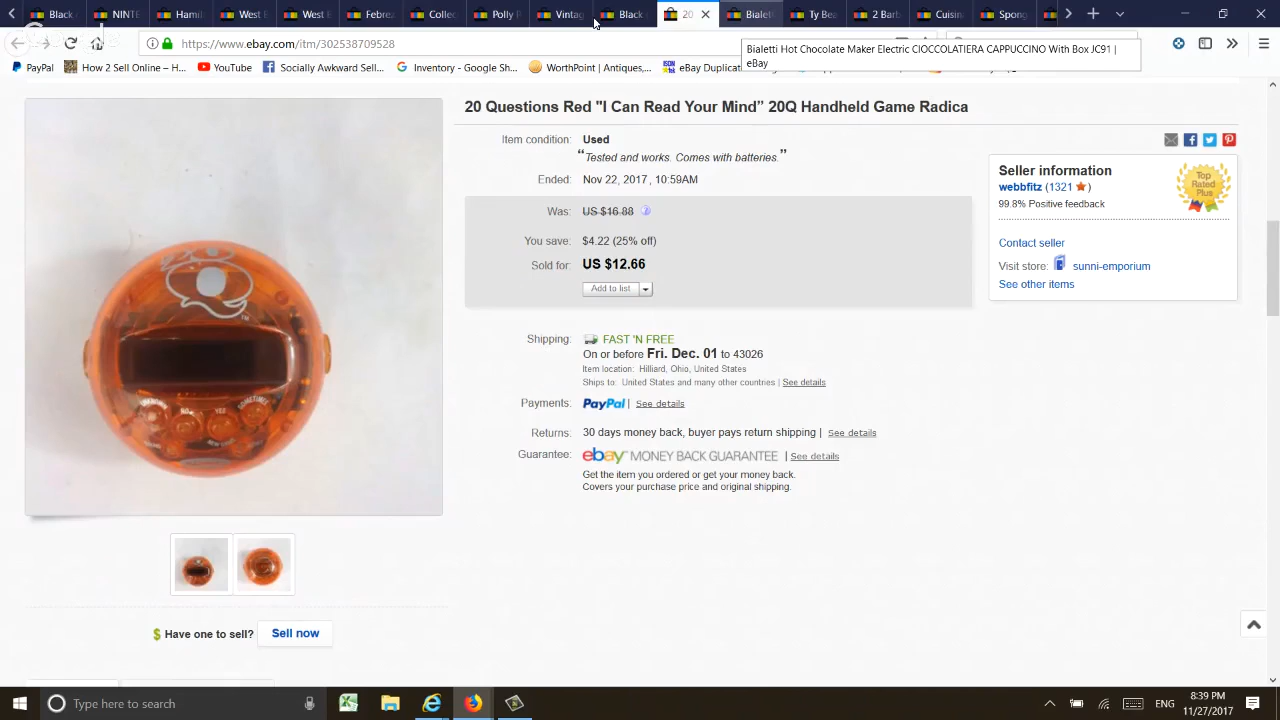 Black
NINTE
Hamil
West E
West E
Febre
Collec
Polly P
Vintag
Black
20
Bialett
Ty Bea
2 Barb
Cuisin
Spong
https://www.ebay.com/itm/302538709528
Bialetti Hot Chocolate Maker Electric CIOCCOLATIERA CAPPUCCINO With Box JC91 |
eBay
PayPal
How 2 Sell Online – H...
YouTube
Socially Awkward Sell...
Inventory - Google Sh...
WorthPoint | Antiques,...
eBay Duplicat
20 Questions Red "I Can Read Your Mind” 20Q Handheld Game Radica
Item condition: Used
“Tested and works. Comes with batteries.”
Ended: Nov 22, 2017 , 10:59AM
Was: US $16.88
You save: $4.22 (25% off)
Sold for: US $12.66
Add to list
Shipping: FAST 'N FREE
On or before Fri. Dec. 01 to 43026
Item location: Hilliard, Ohio, United States
Ships to: United States and many other countries | See details
Payments: PayPal | See details
Returns: 30 days money back, buyer pays return shipping | See details
Guarantee: ebay MONEY BACK GUARANTEE | See details
Get the item you ordered or get your money back.
Covers your purchase price and original shipping.
Seller information
webbfitz (1321 )
99.8% Positive feedback
Top
Rated
Plus
Contact seller
Visit store: sunni-emporium
See other items
NO
YES
SOMETIMES
$ Have one to sell? Sell now
Type here to search
8:39 PM
11/27/2017